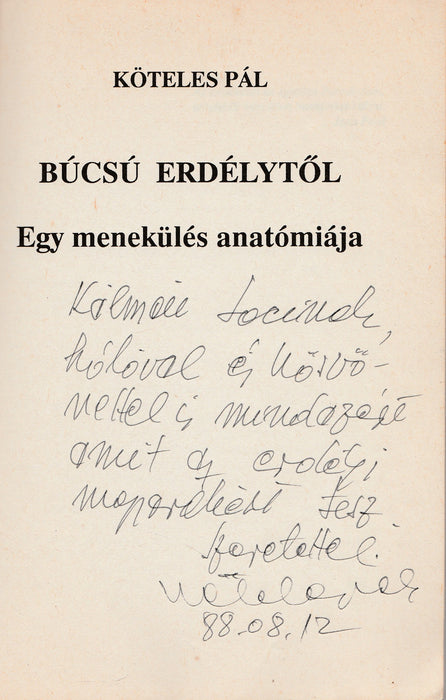 KÖTELES PÁL
BÚCSÚ ERDÉLYTŐL
Egy menekülés anatómiája
Kálmán Lacinak,
hálával és köszö-
nettel is mindazért
amit az erdélyi
magyarokért tesz
szeretettel:
88.08.12